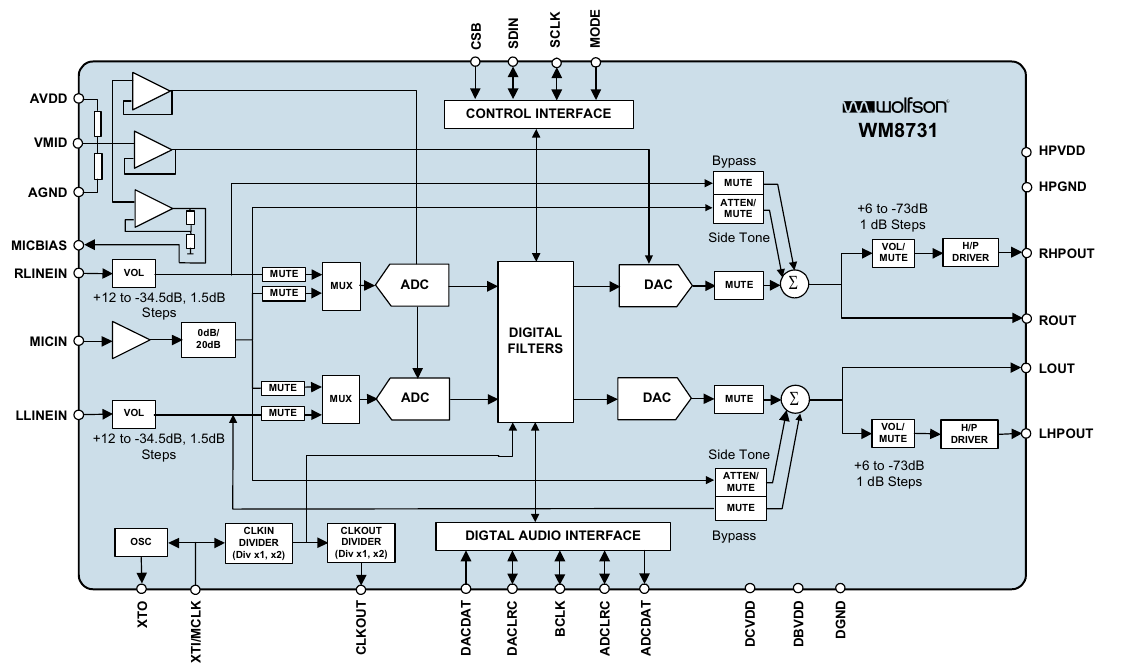 CSB
SDIN
SCLK
MODE
AVDD
VMID
AGND
MICBIAS
RLINEIN
MICIN
LLINEIN
CONTROL INTERFACE
wolfson
WM8731
HPVDD
HPGND
RHPOUT
ROUT
LOUT
LHPOUT
Bypass
MUTE
ATTEN/
MUTE
Side Tone
+6 to -73dB
1 dB Steps
VOL/
MUTE
H/P
DRIVER
VOL
+12 to -34.5dB, 1.5dB
Steps
MUTE
MUTE
MUX
ADC
DIGITAL
FILTERS
DAC
MUTE
Σ
0dB/
20dB
MUTE
MUTE
MUX
ADC
DAC
MUTE
Σ
VOL
+12 to -34.5dB, 1.5dB
Steps
VOL/
MUTE
H/P
DRIVER
+6 to -73dB
1 dB Steps
Side Tone
ATTEN/
MUTE
MUTE
Bypass
OSC
CLKIN
DIVIDER
(Div x1, x2)
CLKOUT
DIVIDER
(Div x1, x2)
DIGTAL AUDIO INTERFACE
XTO
XTI/MCLK
CLKOUT
DACDAT
DACLRC
BCLK
ADCLRC
ADCDAT
DCVDD
DBVDD
DGND